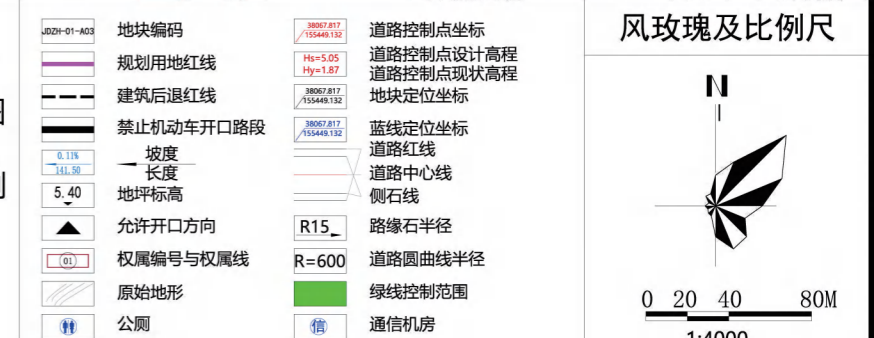 JDZH-01-A03 地块编码
规划用地红线
建筑后退红线
禁止机动车开口路段
0.11%
141.50
坡度
长度
5.40 地坪标高
允许开口方向
01 权属编号与权属线
原始地形
公厕
38067.817
155449.132
道路控制点坐标
Hs=5.05 道路控制点设计高程
Hy=1.87 道路控制点现状高程
38067.817
155449.132
地块定位坐标
38067.817
155449.132
蓝线定位坐标
道路红线
道路中心线
侧石线
R15 路缘石半径
R=600 道路圆曲线半径
绿线控制范围
信 通信机房
风玫瑰及比例尺
N
0 20 40 80M
1:4000